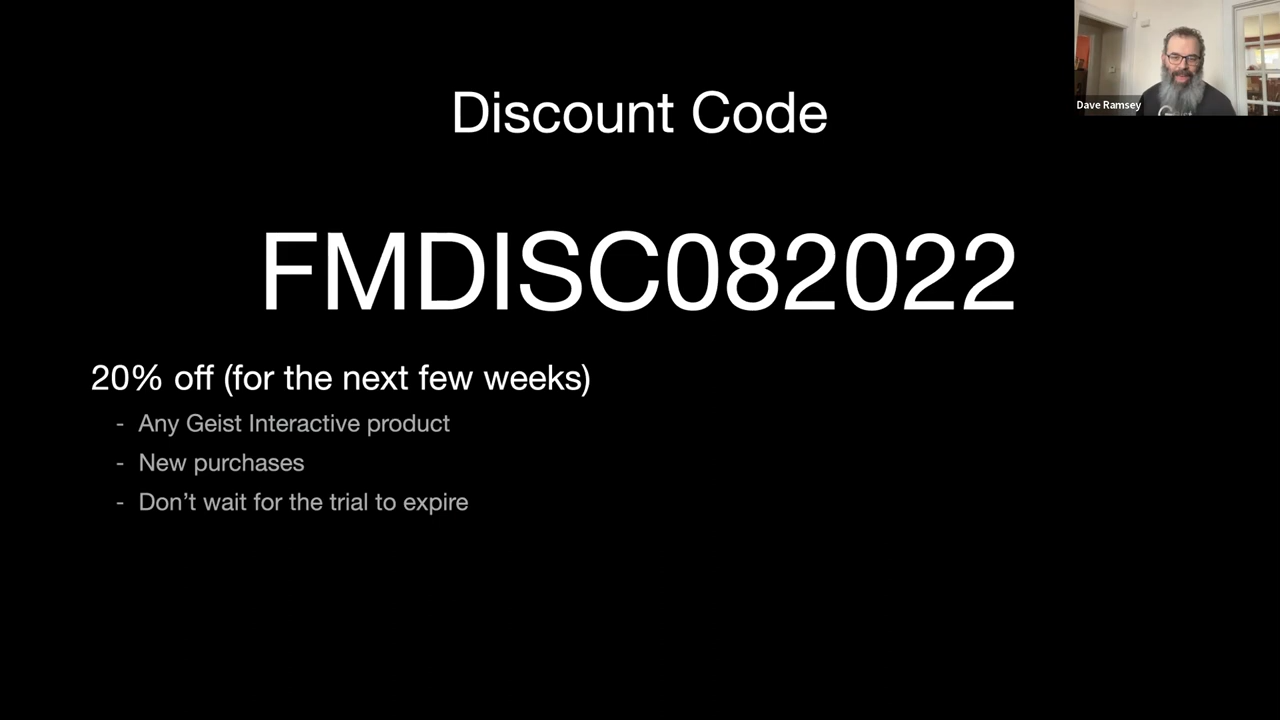 Discount Code
Dave Ramsey
FMDISC082022
20% off (for the next few weeks)
- Any Geist Interactive product
- New purchases
- Don’t wait for the trial to expire